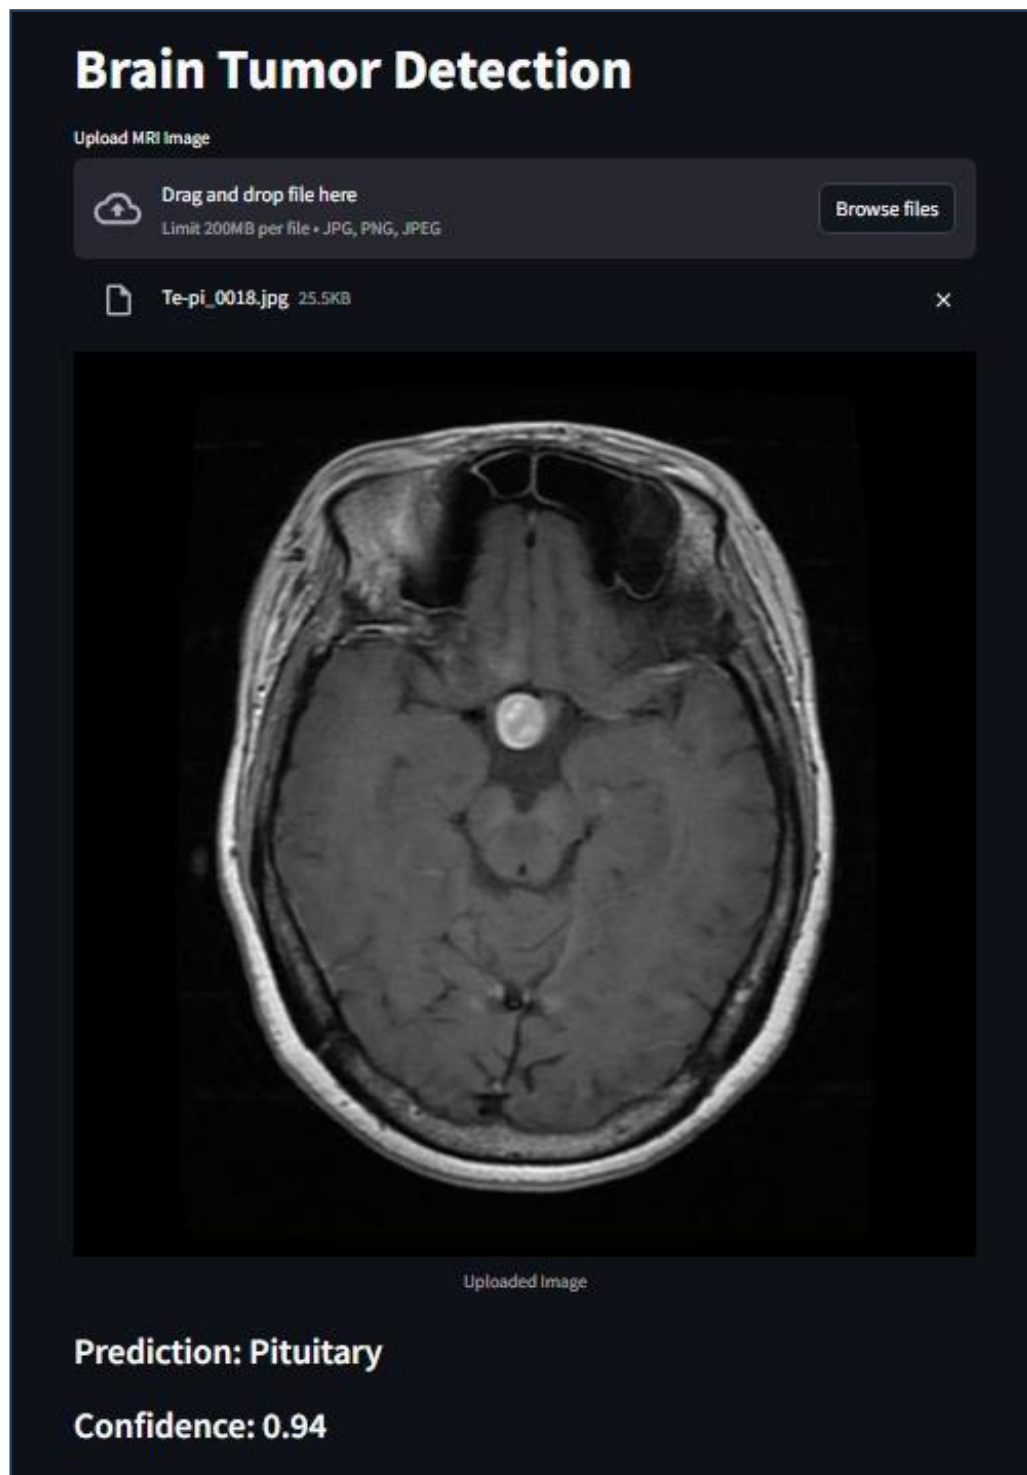 Brain Tumor Detection
Upload MRI Image
Drag and drop file here
Limit 200MB per file • JPG, PNG, JPEG
Browse files
Te-pi_0018.jpg 25.5KB
Uploaded Image
Prediction: Pituitary
Confidence: 0.94